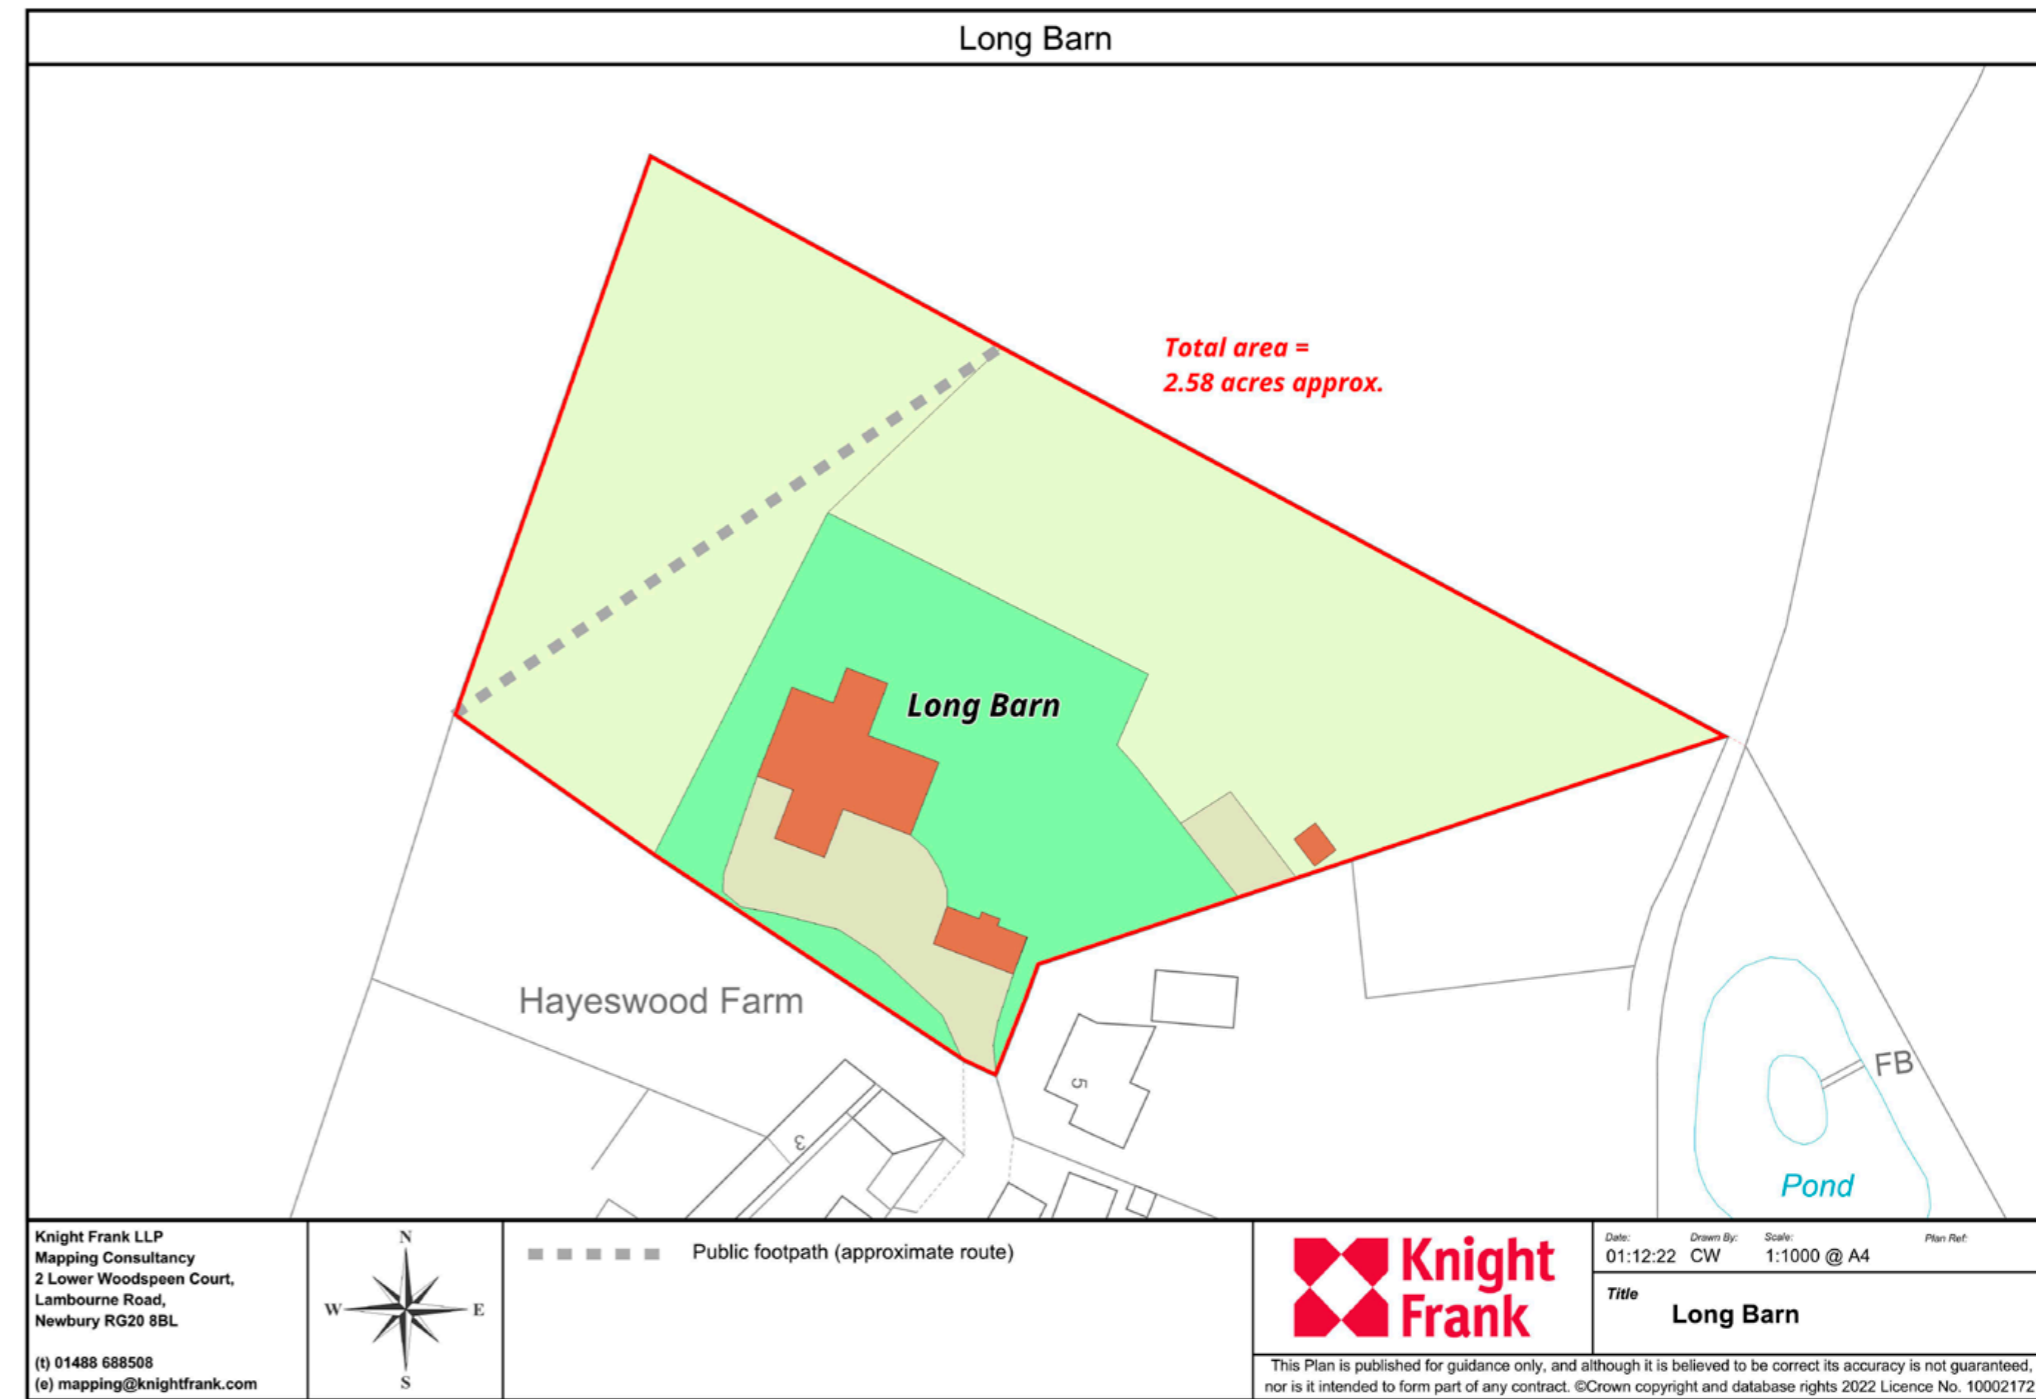 Long Barn
Total area =
2.58 acres approx.
Long Barn
Hayeswood Farm
5
3
FB
Pond
Knight Frank LLP
Mapping Consultancy
2 Lower Woodspeen Court,
Lambourne Road,
Newbury RG20 8BL
(t) 01488 688508
(e) mapping@knightfrank.com
N
W E
S
Public footpath (approximate route)
Knight
Frank
Date: Drawn By: Scale: Plan Ref:
01:12:22 CW 1:1000 @ A4
Title
Long Barn
This Plan is published for guidance only, and although it is believed to be correct its accuracy is not guaranteed,
nor is it intended to form part of any contract. ©Crown copyright and database rights 2022 Licence No. 10002172